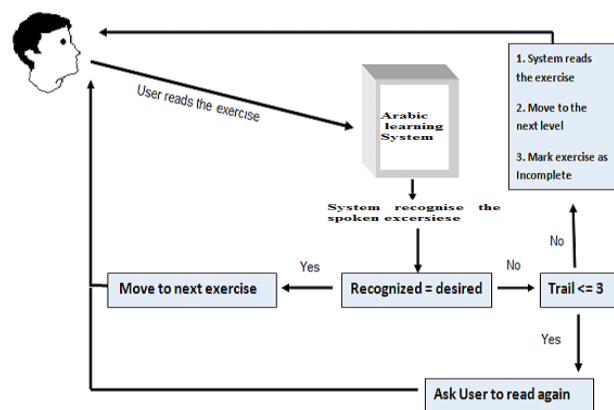 1. System reads
the exercise
2. Move to the
next level
3. Mark exercise as
Incomplete
User reads the exercise
Arabic
learning
System
System recognise the
spoken excersiese
No
Yes
No
Move to next exercise
Recognized = desired
Trail <= 3
Yes
Ask User to read again